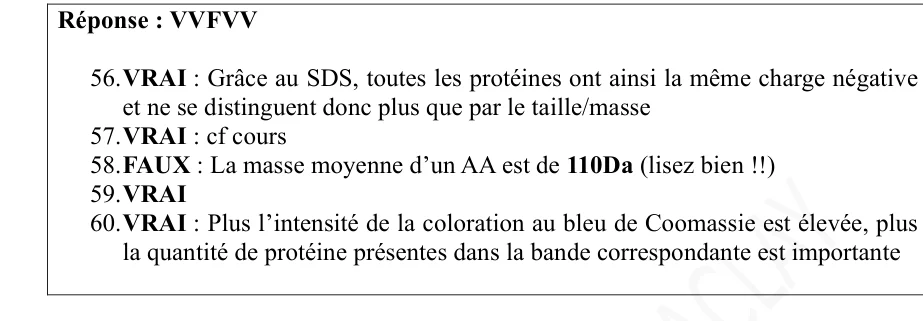 Réponse : VVFVV
56.VRAI : Grâce au SDS, toutes les protéines ont ainsi la même charge négative
et ne se distinguent donc plus que par le taille/masse
57.VRAI : cf cours
58.FAUX : La masse moyenne d’un AA est de 110Da (lisez bien !!)
59.VRAI
60.VRAI : Plus l’intensité de la coloration au bleu de Coomassie est élevée, plus
la quantité de protéine présentes dans la bande correspondante est importante
ACLAY